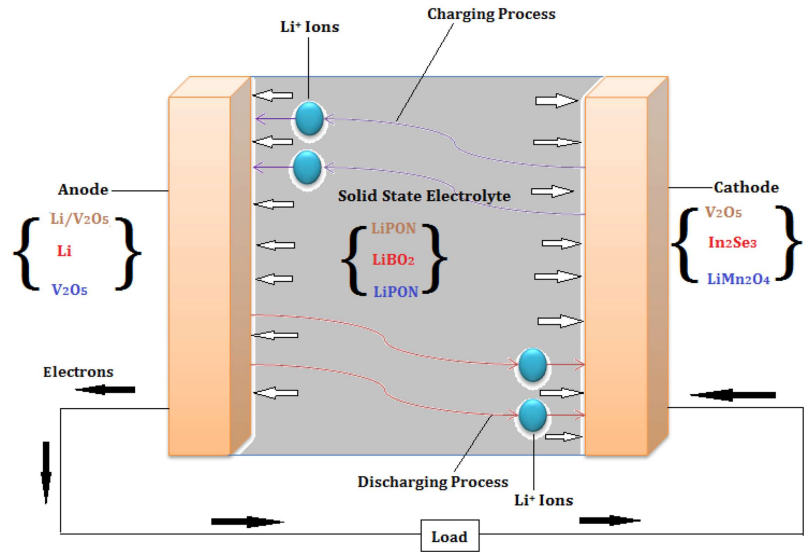 Charging Process
Li⁺ Ions
Anode
Solid State Electrolyte
Cathode
Li/V₂O₅
Li
V₂O₅
LiPON
LiBO₂
LiPON
V₂O₅
In₂Se₃
LiMn₂O₄
Electrons
Discharging Process
Li⁺ Ions
Load